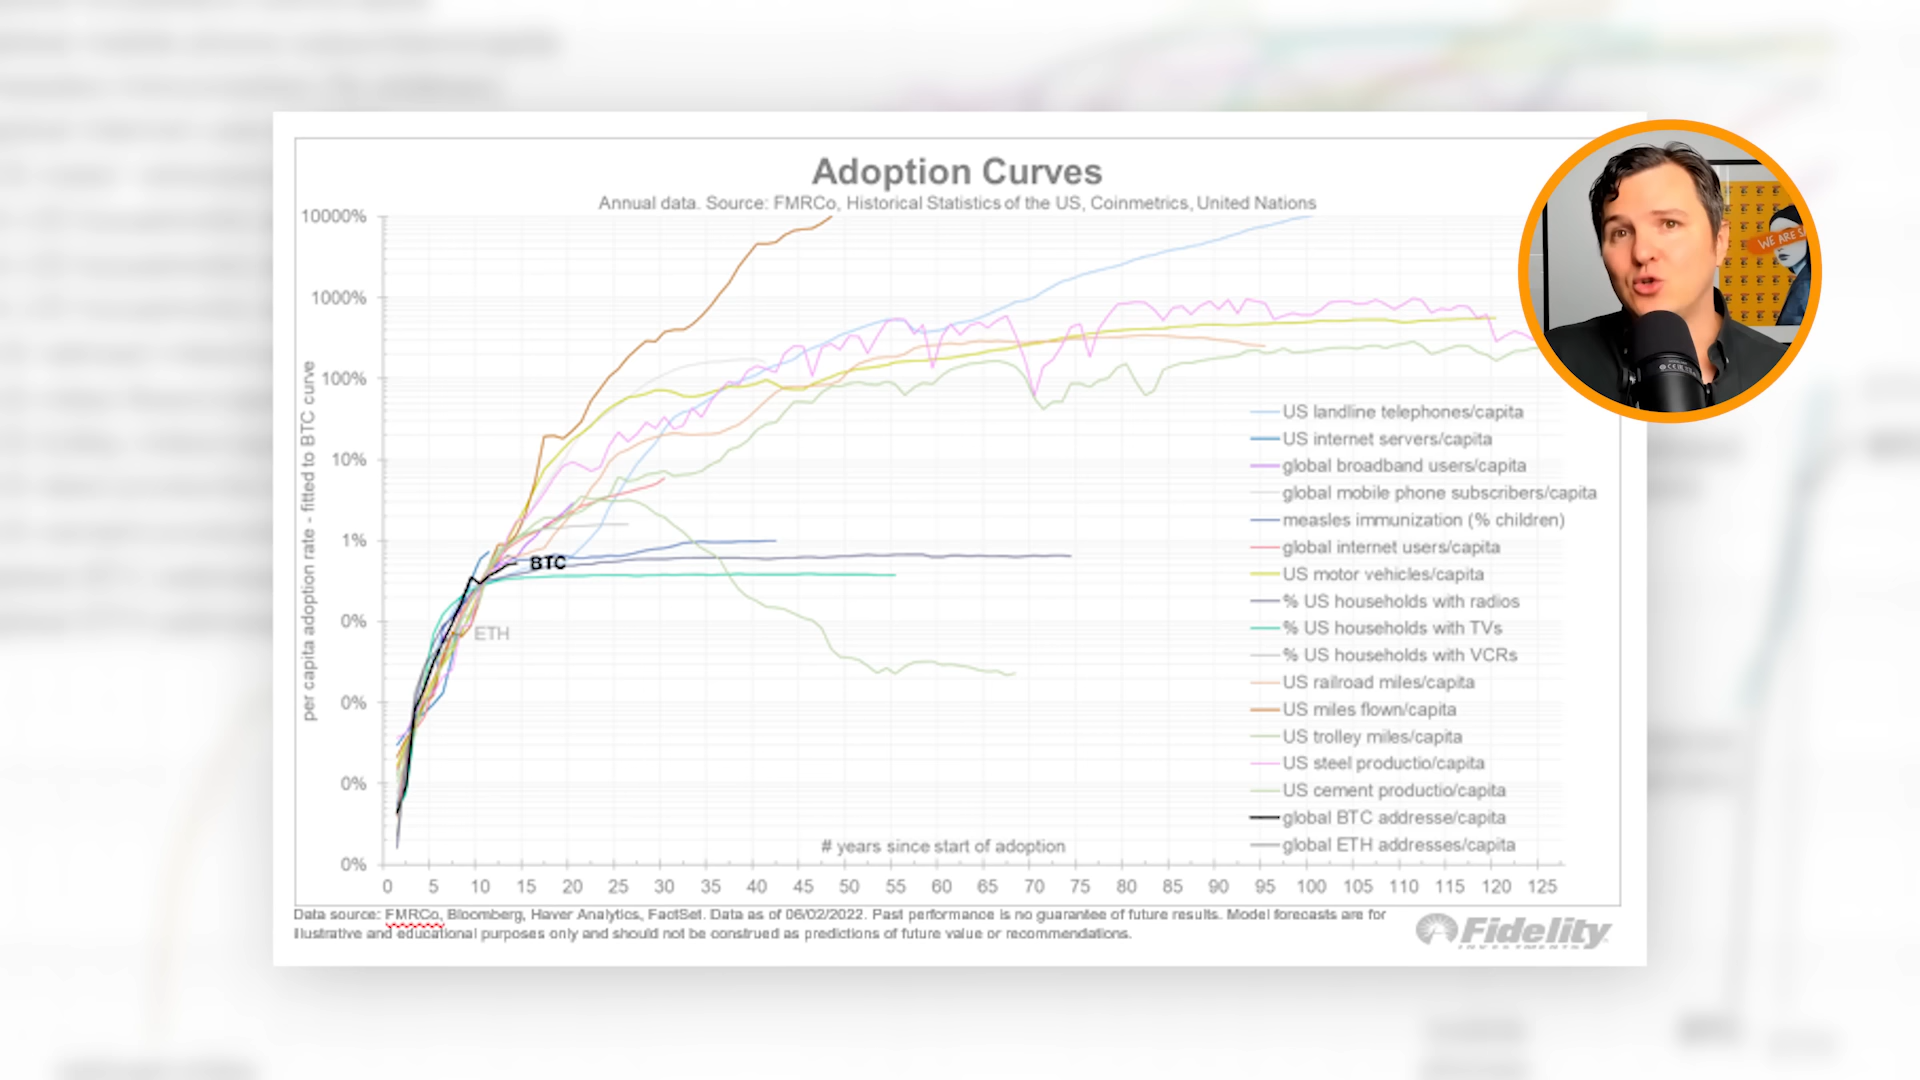 Adoption Curves
Annual data. Source: FMRCo, Historical Statistics of the US, Coinmetrics, United Nations
10000%
1000%
100%
10%
1%
0%
0%
0%
0%
per capita adoption rate - fitted to BTC curve
BTC
ETH
US landline telephones/capita
US internet servers/capita
global broadband users/capita
global mobile phone subscribers/capita
measles immunization (% children)
global internet users/capita
US motor vehicles/capita
% US households with radios
% US households with TVs
% US households with VCRs
US railroad miles/capita
US miles flown/capita
US trolley miles/capita
US steel productio/capita
US cement productio/capita
global BTC addresse/capita
global ETH addresses/capita
# years since start of adoption
0 5 10 15 20 25 30 35 40 45 50 55 60 65 70 75 80 85 90 95 100 105 110 115 120 125
Data source: FMRCo, Bloomberg, Haver Analytics, FactSet. Data as of 06/02/2022. Past performance is no guarantee of future results. Model forecasts are for
illustrative and educational purposes only and should not be construed as predictions of future value or recommendations.
Fidelity
INVESTMENTS
WE ARE